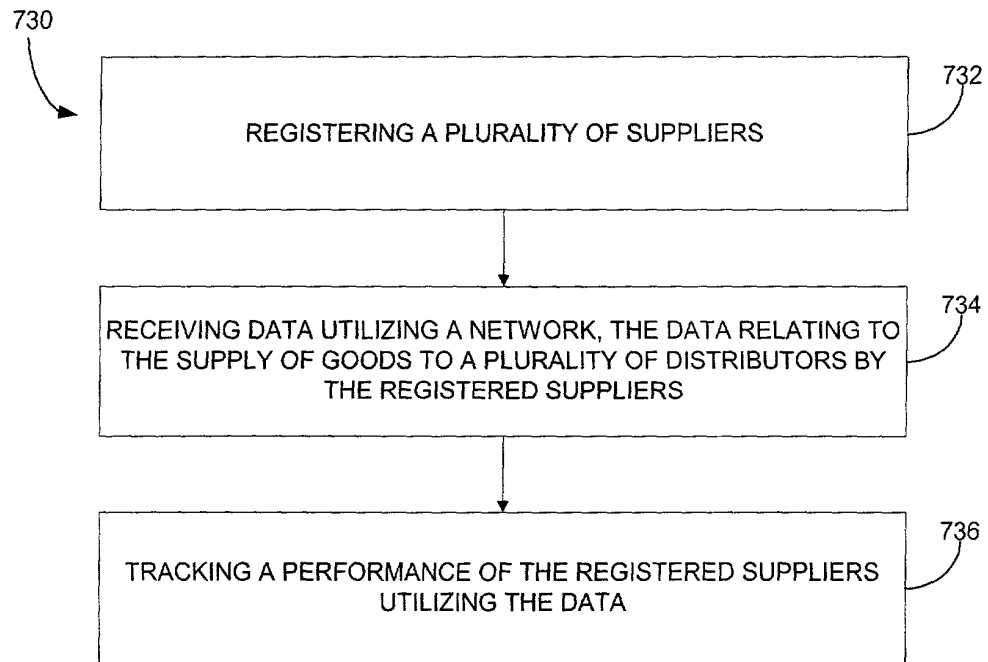 730
732
REGISTERING A PLURALITY OF SUPPLIERS
734
RECEIVING DATA UTILIZING A NETWORK, THE DATA RELATING TO
THE SUPPLY OF GOODS TO A PLURALITY OF DISTRIBUTORS BY
THE REGISTERED SUPPLIERS
736
TRACKING A PERFORMANCE OF THE REGISTERED SUPPLIERS
UTILIZING THE DATA